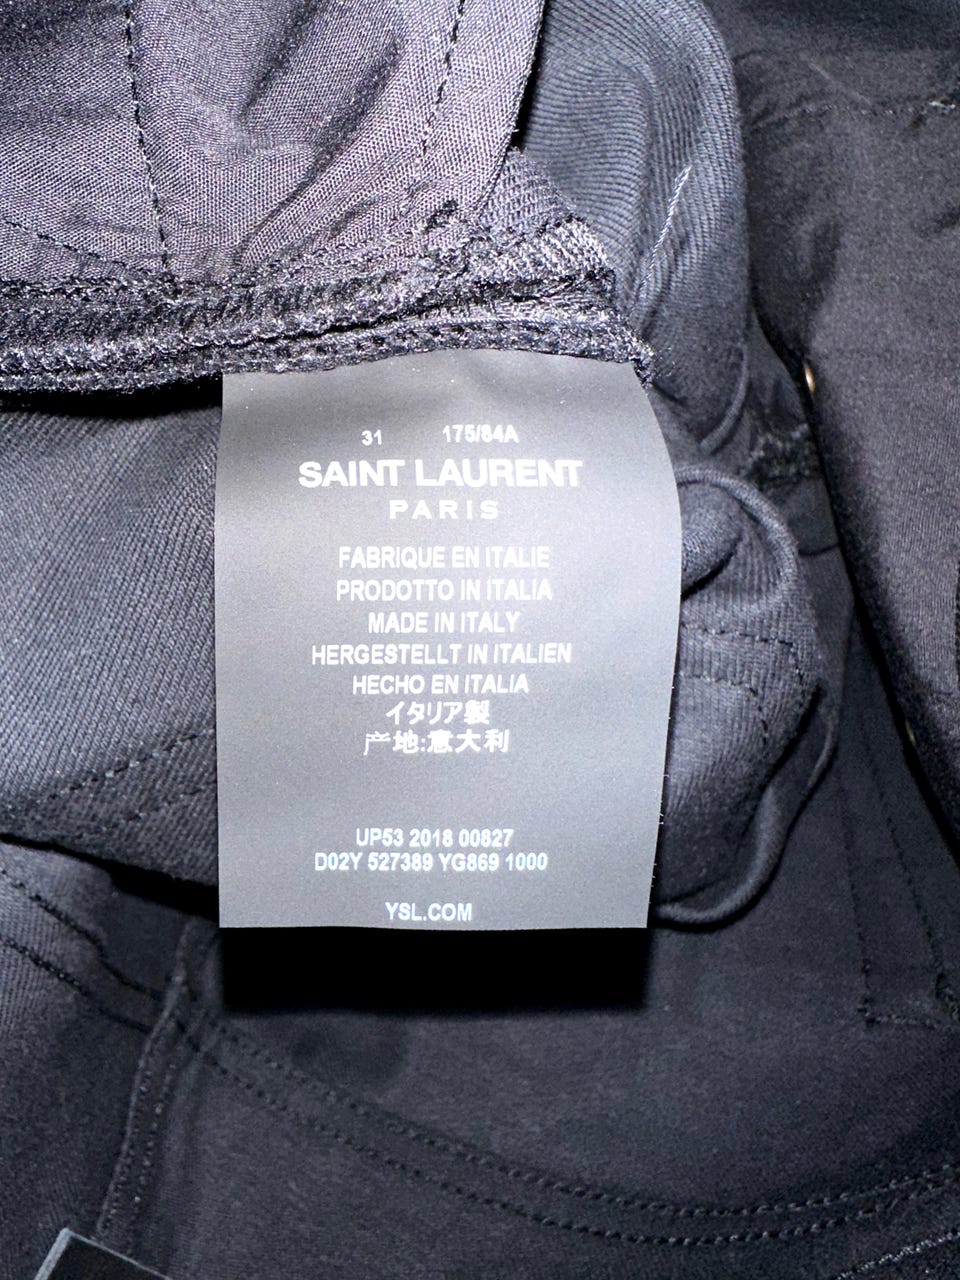 31 175/84A
SAINT LAURENT
PARIS
FABRIQUE EN ITALIE
PRODOTTO IN ITALIA
MADE IN ITALY
HERGESTELLT IN ITALIEN
HECHO EN ITALIA
イタリア製
产地:意大利
UP53 2018 00827
D02Y 527389 YG869 1000
YSL.COM